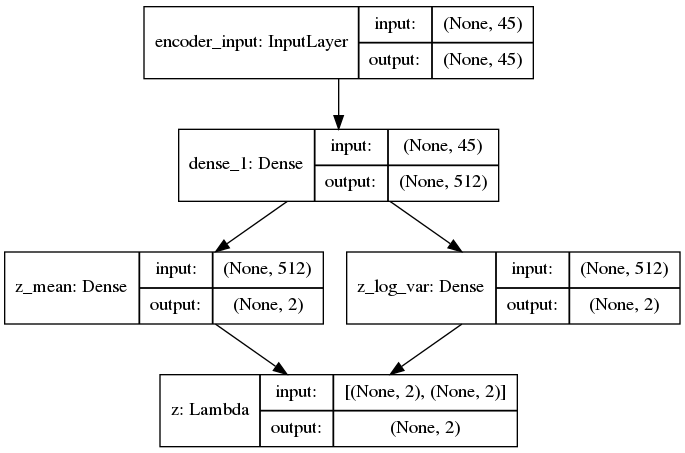 encoder_input: InputLayer
input: (None, 45)
output: (None, 45)
dense_1: Dense
input: (None, 45)
output: (None, 512)
z_mean: Dense
input: (None, 512)
output: (None, 2)
z_log_var: Dense
input: (None, 512)
output: (None, 2)
z: Lambda
input: [(None, 2), (None, 2)]
output: (None, 2)